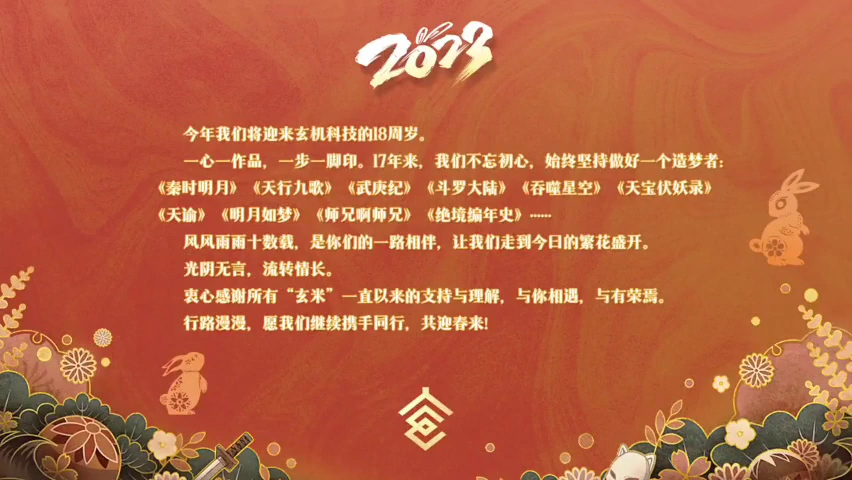 2023
今年我们将迎来玄机科技的18周岁。
一心一作品，一步一脚印。17年来，我们不忘初心，始终坚持做好一个造梦者：
《秦时明月》《天行九歌》《武庚纪》《斗罗大陆》《吞噬星空》《天宝伏妖录》
《天谕》《明月如梦》《师兄啊师兄》《绝境编年史》……
风风雨雨十数载，是你们的一路相伴，让我们走到今日的繁花盛开。
光阴无言，流转情长。
衷心感谢所有“玄米”一直以来的支持与理解，与你相遇，与有荣焉。
行路漫漫，愿我们继续携手同行，共迎春来!